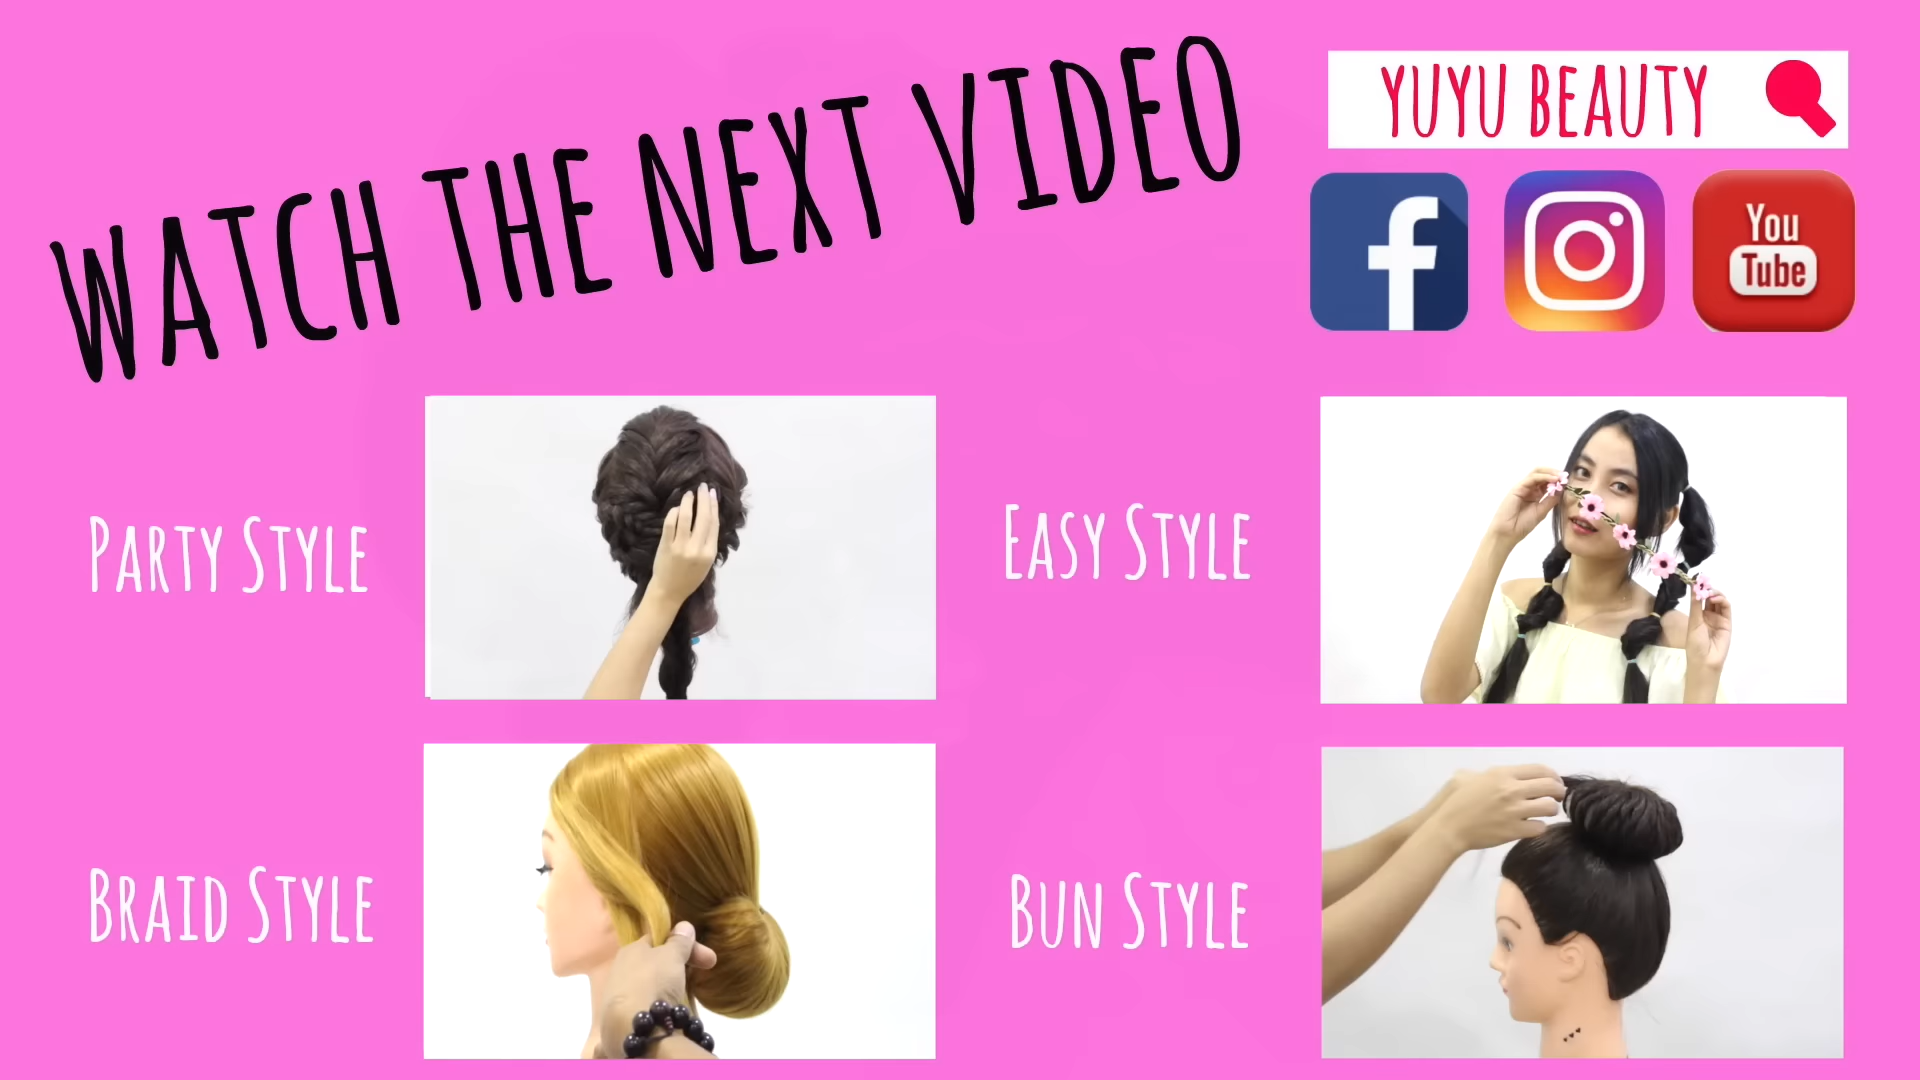 WATCH THE NEXT VIDEO
YUYU BEAUTY
f
You
Tube
PARTY STYLE
EASY STYLE
BRAID STYLE
BUN STYLE